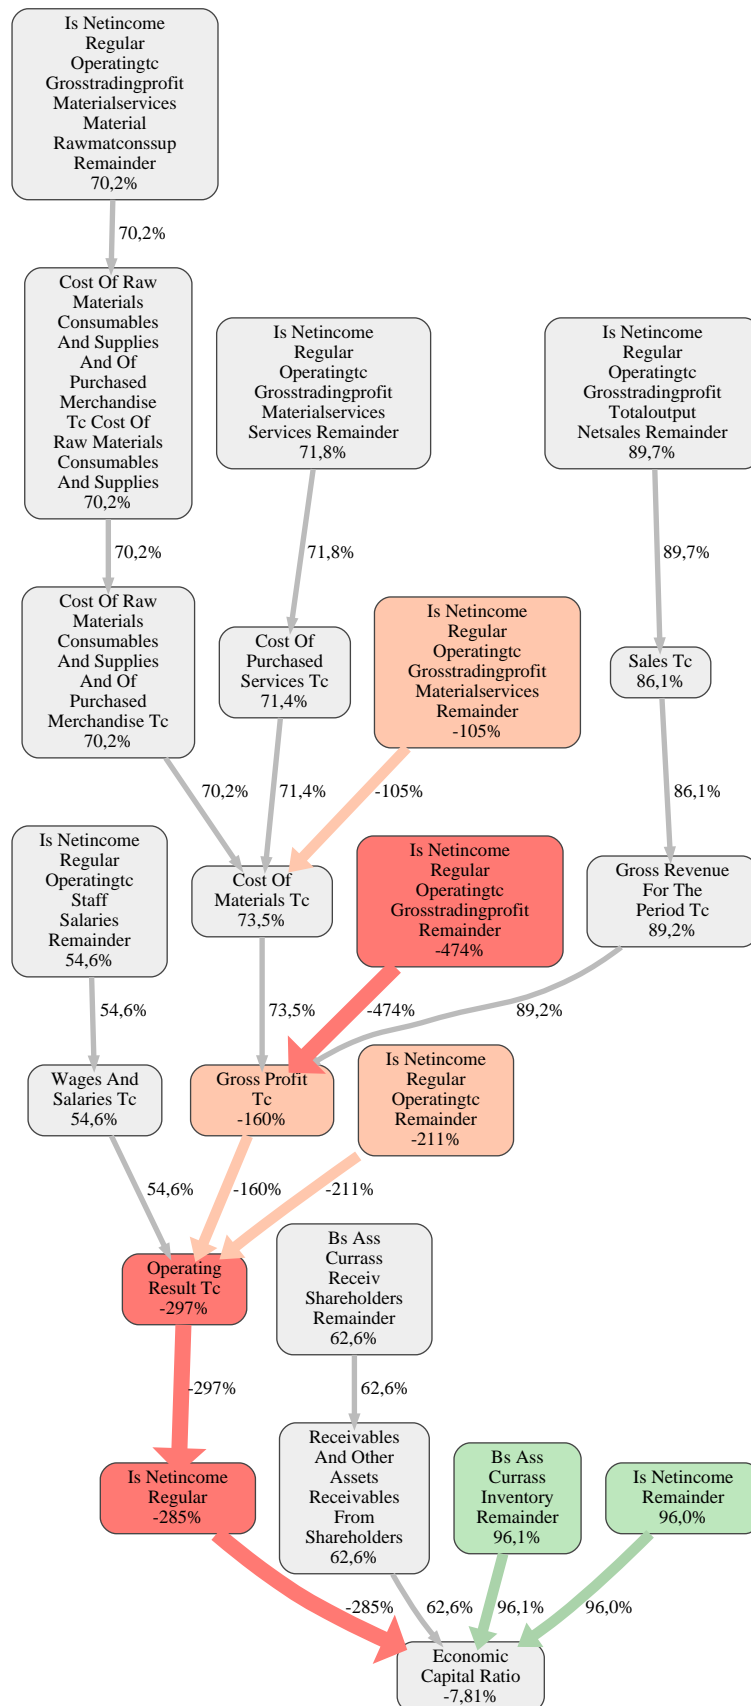 Is Netincome
Regular
Operatingtc
Grosstradingprofit
Materialservices
Material
Rawmatconssup
Remainder
70,2%
70,2%
Cost Of Raw
Materials
Consumables
And Supplies
And Of
Purchased
Merchandise
Tc Cost Of
Raw Materials
Consumables
And Supplies
70,2%
Is Netincome
Regular
Operatingtc
Grosstradingprofit
Materialservices
Services Remainder
71,8%
Is Netincome
Regular
Operatingtc
Grosstradingprofit
Totaloutput
Netsales Remainder
89,7%
70,2%
71,8%
89,7%
Cost Of Raw
Materials
Consumables
And Supplies
And Of
Purchased
Merchandise Tc
70,2%
Cost Of
Purchased
Services Tc
71,4%
Is Netincome
Regular
Operatingtc
Grosstradingprofit
Materialservices
Remainder
-105%
Sales Tc
86,1%
70,2%
71,4%
-105%
86,1%
Is Netincome
Regular
Operatingtc
Staff
Salaries
Remainder
54,6%
Cost Of
Materials Tc
73,5%
Is Netincome
Regular
Operatingtc
Grosstradingprofit
Remainder
-474%
Gross Revenue
For The
Period Tc
89,2%
54,6%
73,5%
-474%
89,2%
Wages And
Salaries Tc
54,6%
Gross Profit
Tc
-160%
Is Netincome
Regular
Operatingtc
Remainder
-211%
54,6%
-160%
-211%
Operating
Result Tc
-297%
Bs Ass
Currass
Receiv
Shareholders
Remainder
62,6%
-297%
62,6%
Is Netincome
Regular
-285%
Receivables
And Other
Assets
Receivables
From
Shareholders
62,6%
Bs Ass
Currass
Inventory
Remainder
96,1%
Is Netincome
Remainder
96,0%
-285%
62,6%
96,1%
96,0%
Economic
Capital Ratio
-7,81%